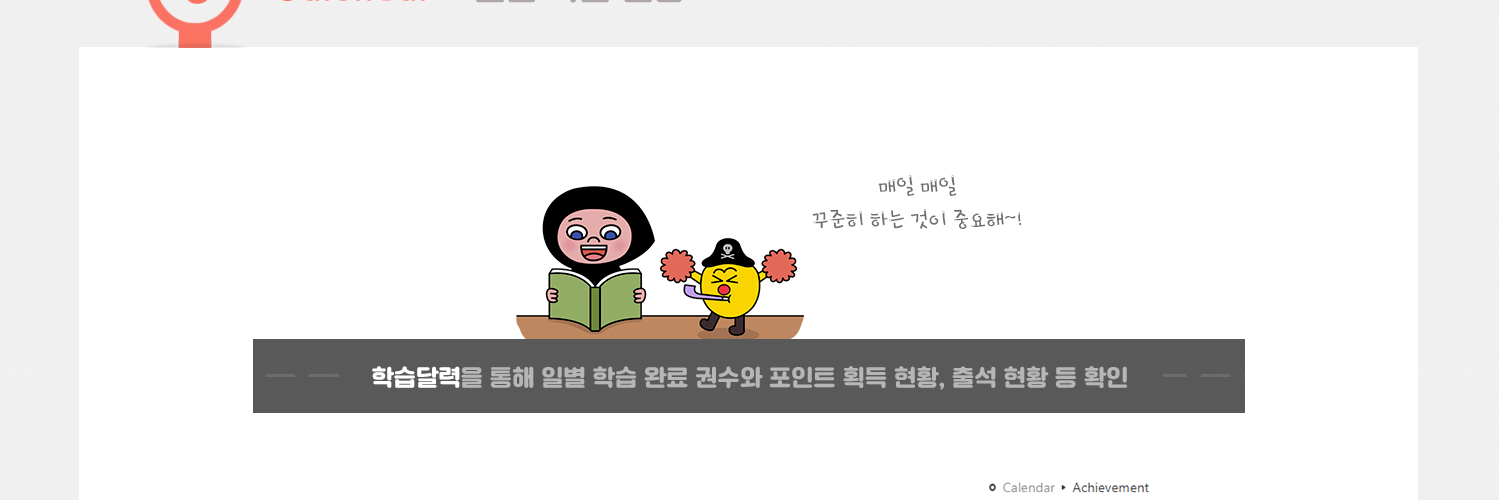 매일 매일
꾸준히 하는 것이 중요해~!
학습달력을 통해 일별 학습 완료 권수와 포인트 획득 현황, 출석 현황 등 확인
Calendar ▸ Achievement